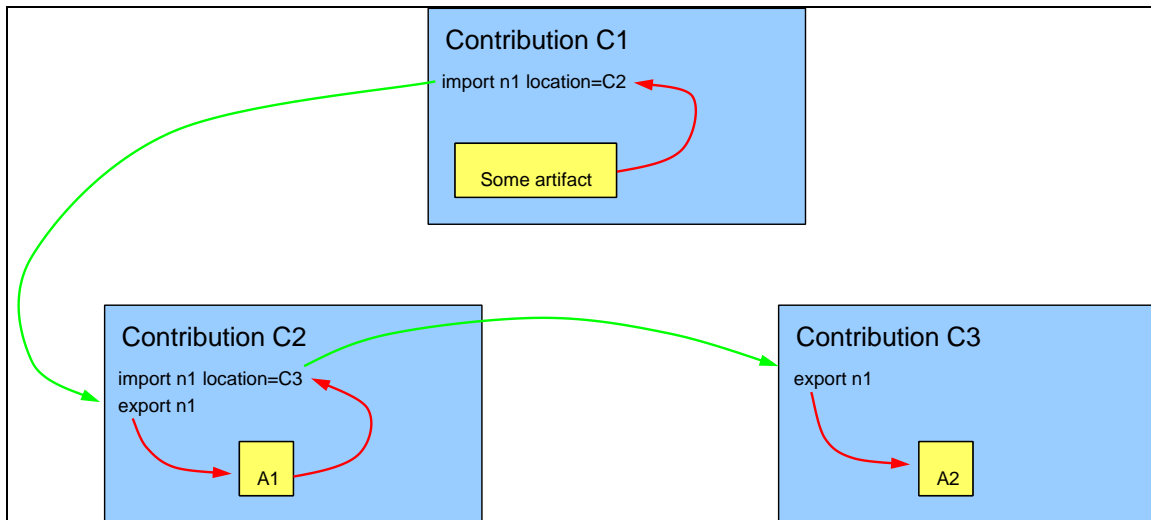 Contribution C1
import n1 location=C2
Some artifact
Contribution C2
import n1 location=C3
export n1
A1
Contribution C3
export n1
A2